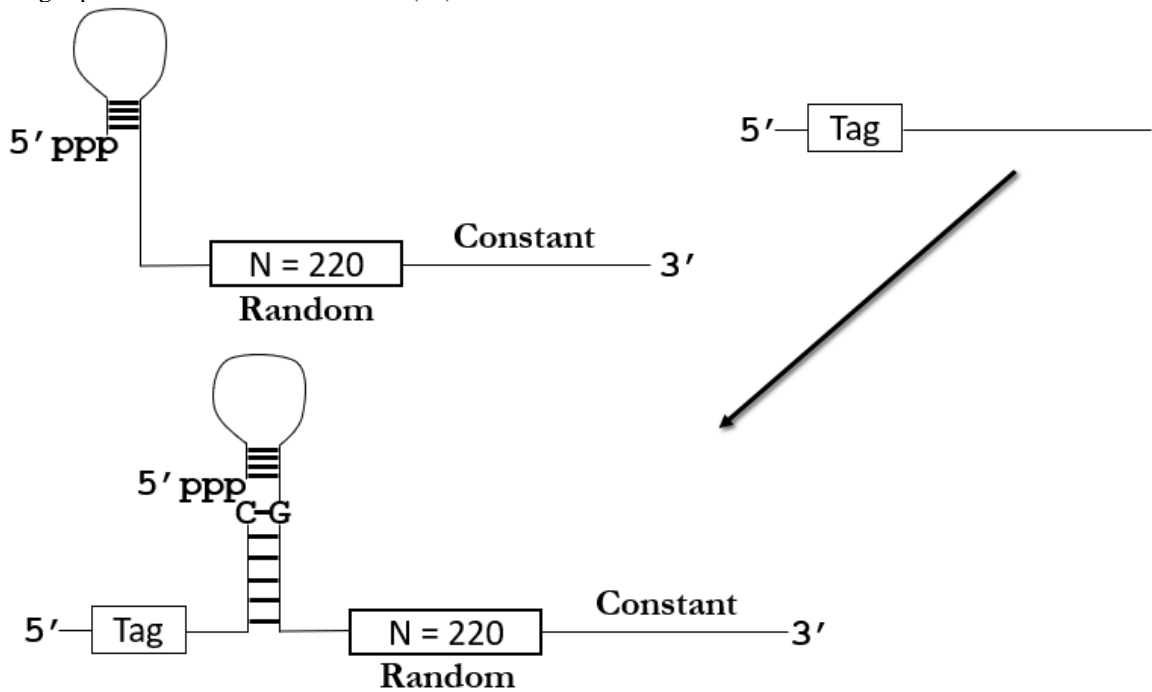 5' ppp
5' Tag
Constant
N = 220 3'
Random
5' ppp
C G
Constant
5' Tag N = 220 3'
Random